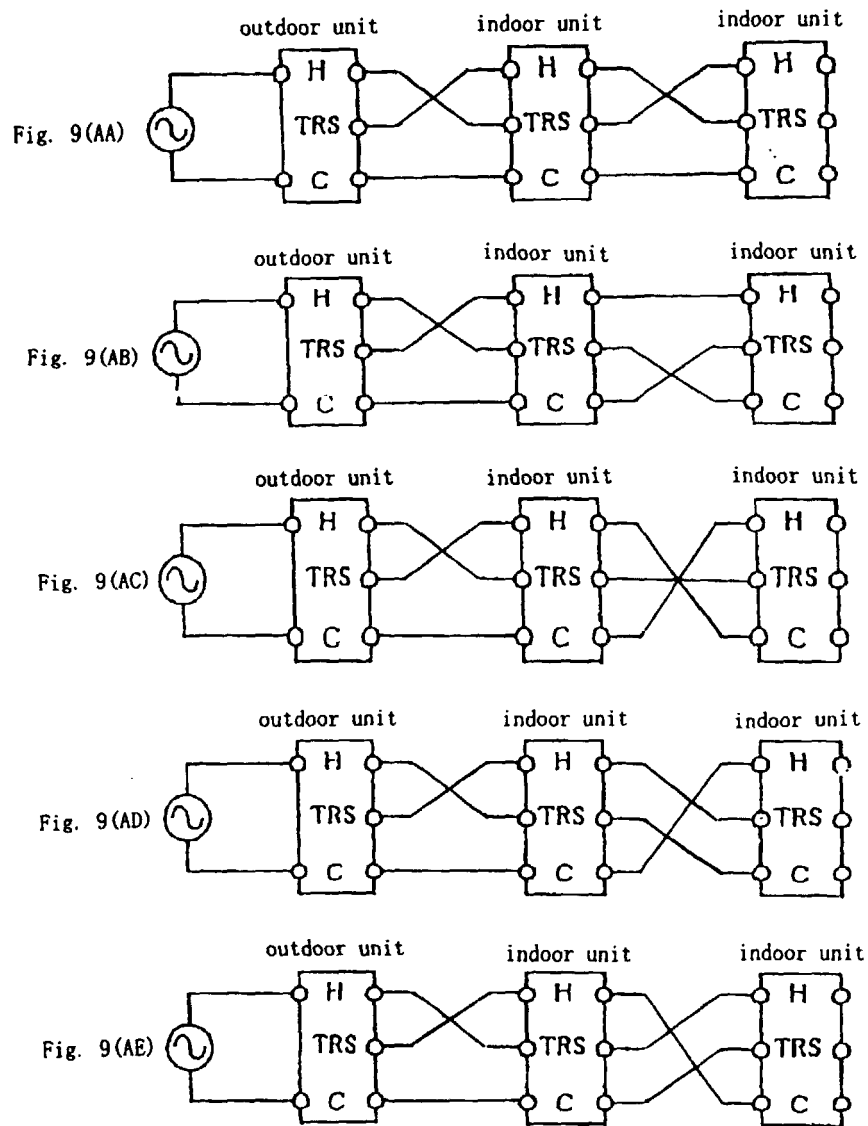 outdoor unit indoor unit indoor unit
H H H
Fig. 9(AA) TRS TRS TRS
C C C
outdoor unit indoor unit indoor unit
H H H
Fig. 9(AB) TRS TRS TRS
C C C
outdoor unit indoor unit indoor unit
H H H
Fig. 9(AC) TRS TRS TRS
C C C
outdoor unit indoor unit indoor unit
H H H
Fig. 9(AD) TRS TRS TRS
C C C
outdoor unit indoor unit indoor unit
H H H
Fig. 9(AE) TRS TRS TRS
C C C